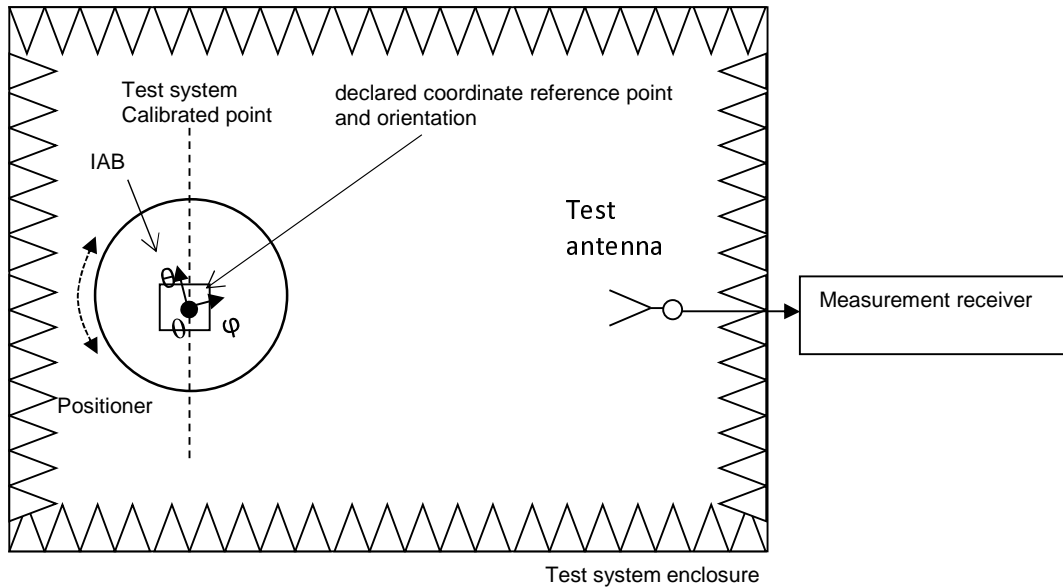 Test system
Calibrated point
declared coordinate reference point
and orientation
IAB
Test
antenna
θ
0
φ
Measurement receiver
Positioner
Test system enclosure